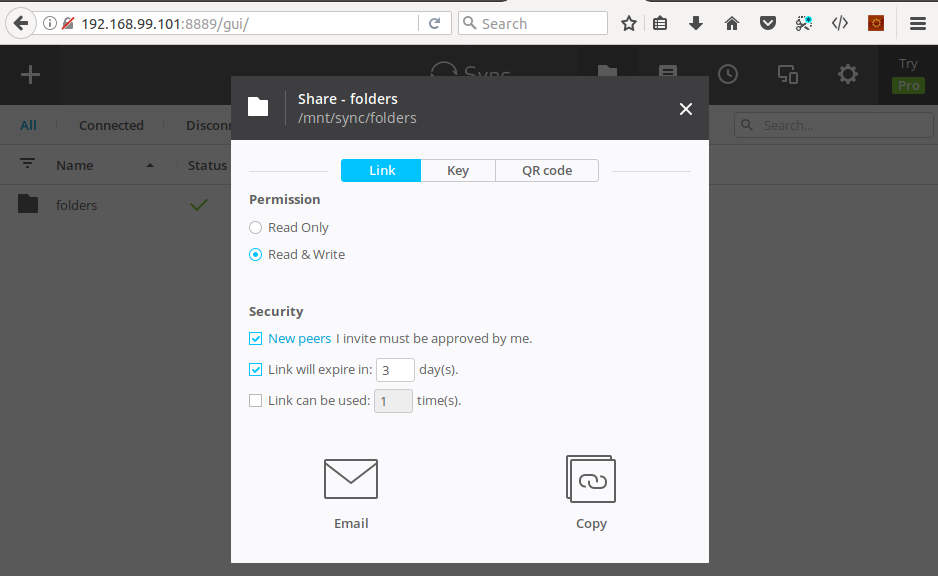 192.168.99.101:8889/gui/
Search
Sync
Try
Pro
Share - folders
/mnt/sync/folders
All
Connected
Search...
Name
Status
folders
Link
Key
QR code
Permission
Read Only
Read & Write
Security
New peers I invite must be approved by me.
Link will expire in: 3 day(s).
Link can be used: 1 time(s).
Email
Copy